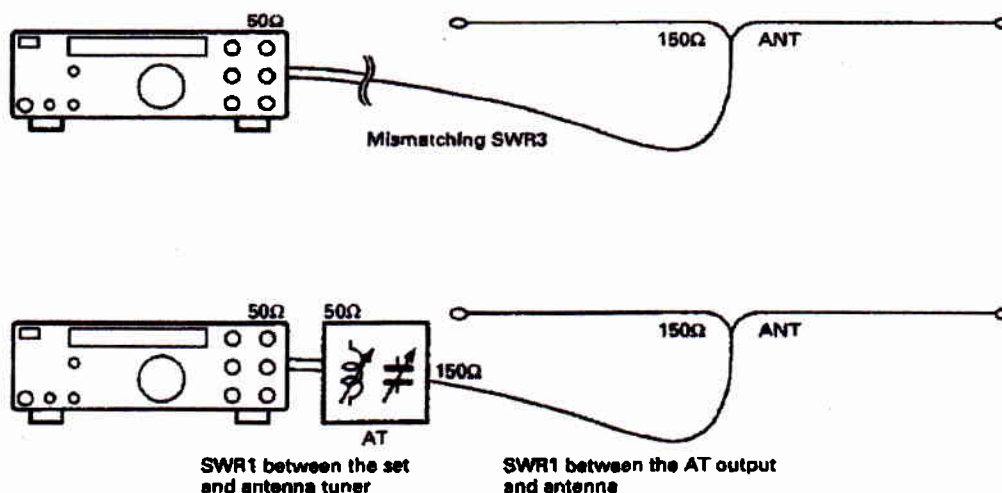 50Ω
150Ω ANT
Mismatching SWR3
50Ω 50Ω
150Ω ANT
150Ω
AT
SWR1 between the set
and antenna tuner
SWR1 between the AT output
and antenna